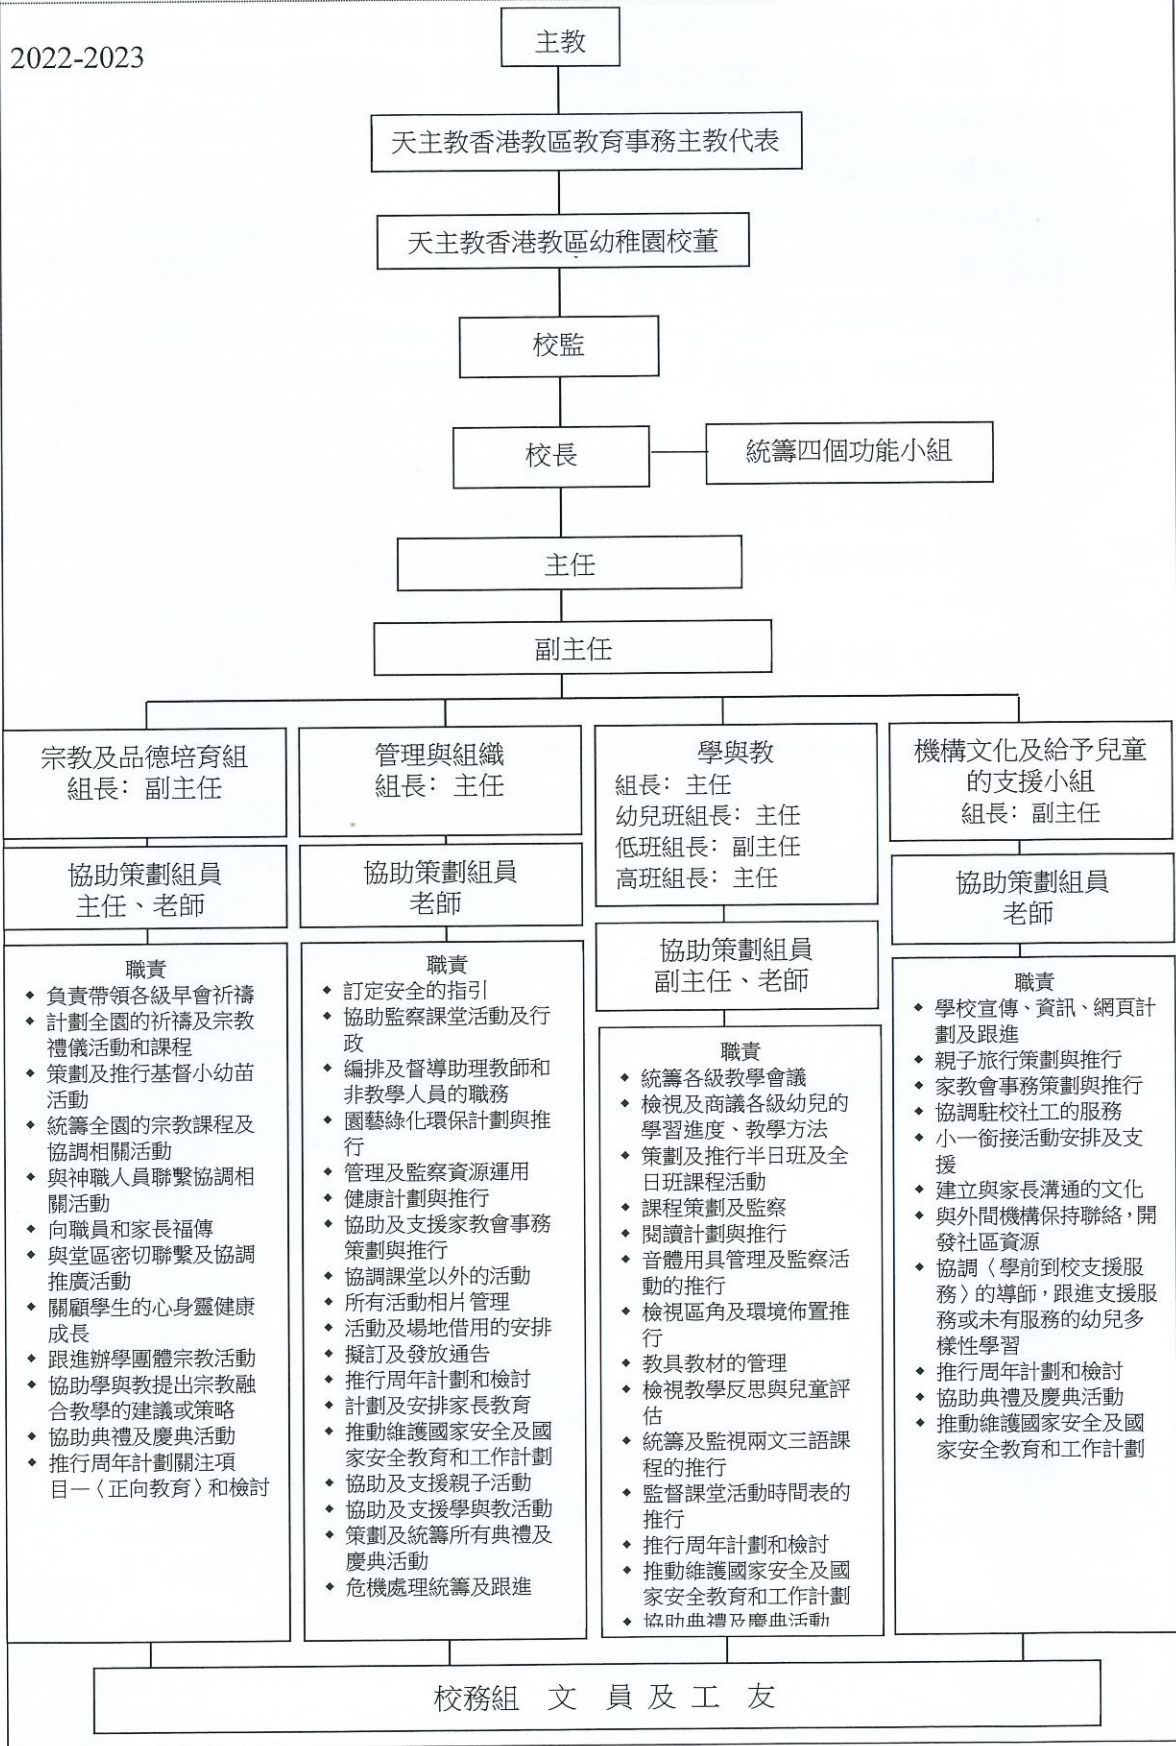 2022-2023
主教
天主教香港教區教育事務主教代表
天主教香港教區幼稚園校董
校監
校長
統籌四個功能小組
主任
副主任
宗教及品德培育組
組長：副主任
協助策劃組員
主任、老師
職責
◆ 負責帶領各級早會祈禱
◆ 計劃全園的祈禱及宗教
禮儀活動和課程
◆ 策劃及推行基督小幼苗
活動
◆ 統籌全園的宗教課程及
協調相關活動
◆ 與神職人員聯繫協調相
關活動
◆ 向職員和家長福傳
◆ 與堂區密切聯繫及協調
推廣活動
◆ 關顧學生的心身靈健康
成長
◆ 跟進辦學團體宗教活動
◆ 協助學與教提出宗教融
合教學的建議或策略
◆ 協助典禮及慶典活動
◆ 推行周年計劃關注項
目一〈正向教育〉和檢討
管理與組織
組長：主任
協助策劃組員
老師
職責
◆ 訂定安全的指引
◆ 協助監察課堂活動及行
政
◆ 編排及督導助理教師和
非教學人員的職務
◆ 園藝綠化環保計劃與推
行
◆ 管理及監察資源運用
◆ 健康計劃與推行
◆ 協助及支援家教會事務
策劃與推行
◆ 協調課堂以外的活動
◆ 所有活動相片管理
◆ 活動及場地借用的安排
◆ 擬訂及發放通告
◆ 推行周年計劃和檢討
◆ 計劃及安排家長教育
◆ 推動維護國家安全及國
家安全教育和工作計劃
◆ 協助及支援親子活動
◆ 協助及支援學與教活動
◆ 策劃及統籌所有典禮及
慶典活動
◆ 危機處理統籌及跟進
學與教
組長：主任
幼兒班組長：主任
低班組長：副主任
高班組長：主任
協助策劃組員
副主任、老師
職責
◆ 統籌各級教學會議
◆ 檢視及商議各級幼兒的
學習進度、教學方法
◆ 策劃及推行半日班及全
日班課程活動
◆ 課程策劃及監察
◆ 閱讀計劃與推行
◆ 音體用具管理及監察活
動的推行
◆ 檢視區角及環境佈置推
行
◆ 教具教材的管理
◆ 檢視教學反思與兒童評
估
◆ 統籌及監視兩文三語課
程的推行
◆ 監督課堂活動時間表的
推行
◆ 推行周年計劃和檢討
◆ 推動維護國家安全及國
家安全教育和工作計劃
◆ 協助典禮及慶典活動
機構文化及給予兒童
的支援小組
組長：副主任
協助策劃組員
老師
職責
◆ 學校宣傳、資訊、網頁計
劃及跟進
◆ 親子旅行策劃與推行
◆ 家教會事務策劃與推行
◆ 協調駐校社工的服務
◆ 小一銜接活動安排及支
援
◆ 建立與家長溝通的文化
◆ 與外間機構保持聯絡，開
發社區資源
◆ 協調〈學前到校支援服
務〉的導師，跟進支援服
務或未有服務的幼兒多
樣性學習
◆ 推行周年計劃和檢討
◆ 協助典禮及慶典活動
◆ 推動維護國家安全及國
家安全教育和工作計劃
校務組 文 員 及 工 友